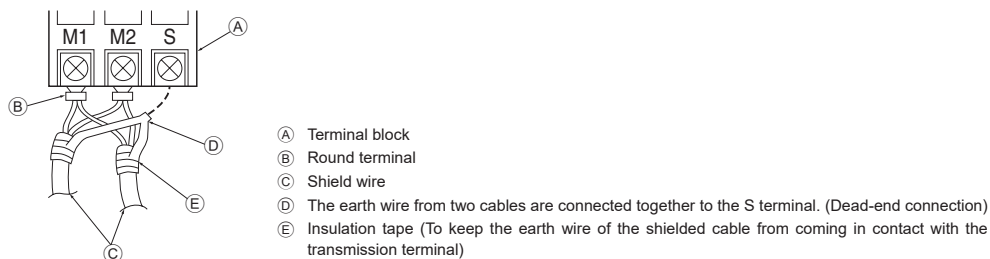 M1 M2 S
Ⓐ
Ⓑ
Ⓓ
Ⓔ
Ⓒ
Ⓐ Terminal block
Ⓑ Round terminal
Ⓒ Shield wire
Ⓓ The earth wire from two cables are connected together to the S terminal. (Dead-end connection)
Ⓔ Insulation tape (To keep the earth wire of the shielded cable from coming in contact with the
transmission terminal)